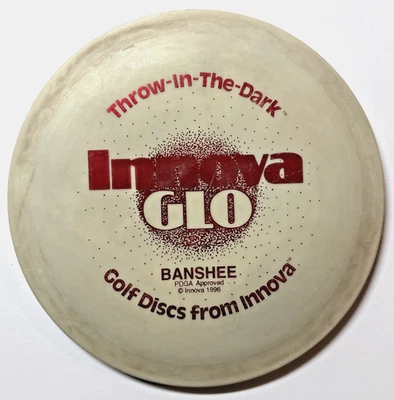 Throw-In-The-Dark™
Innova
GLO
BANSHEE
PDGA Approved
© Innova 1996
Golf Discs from Innova™